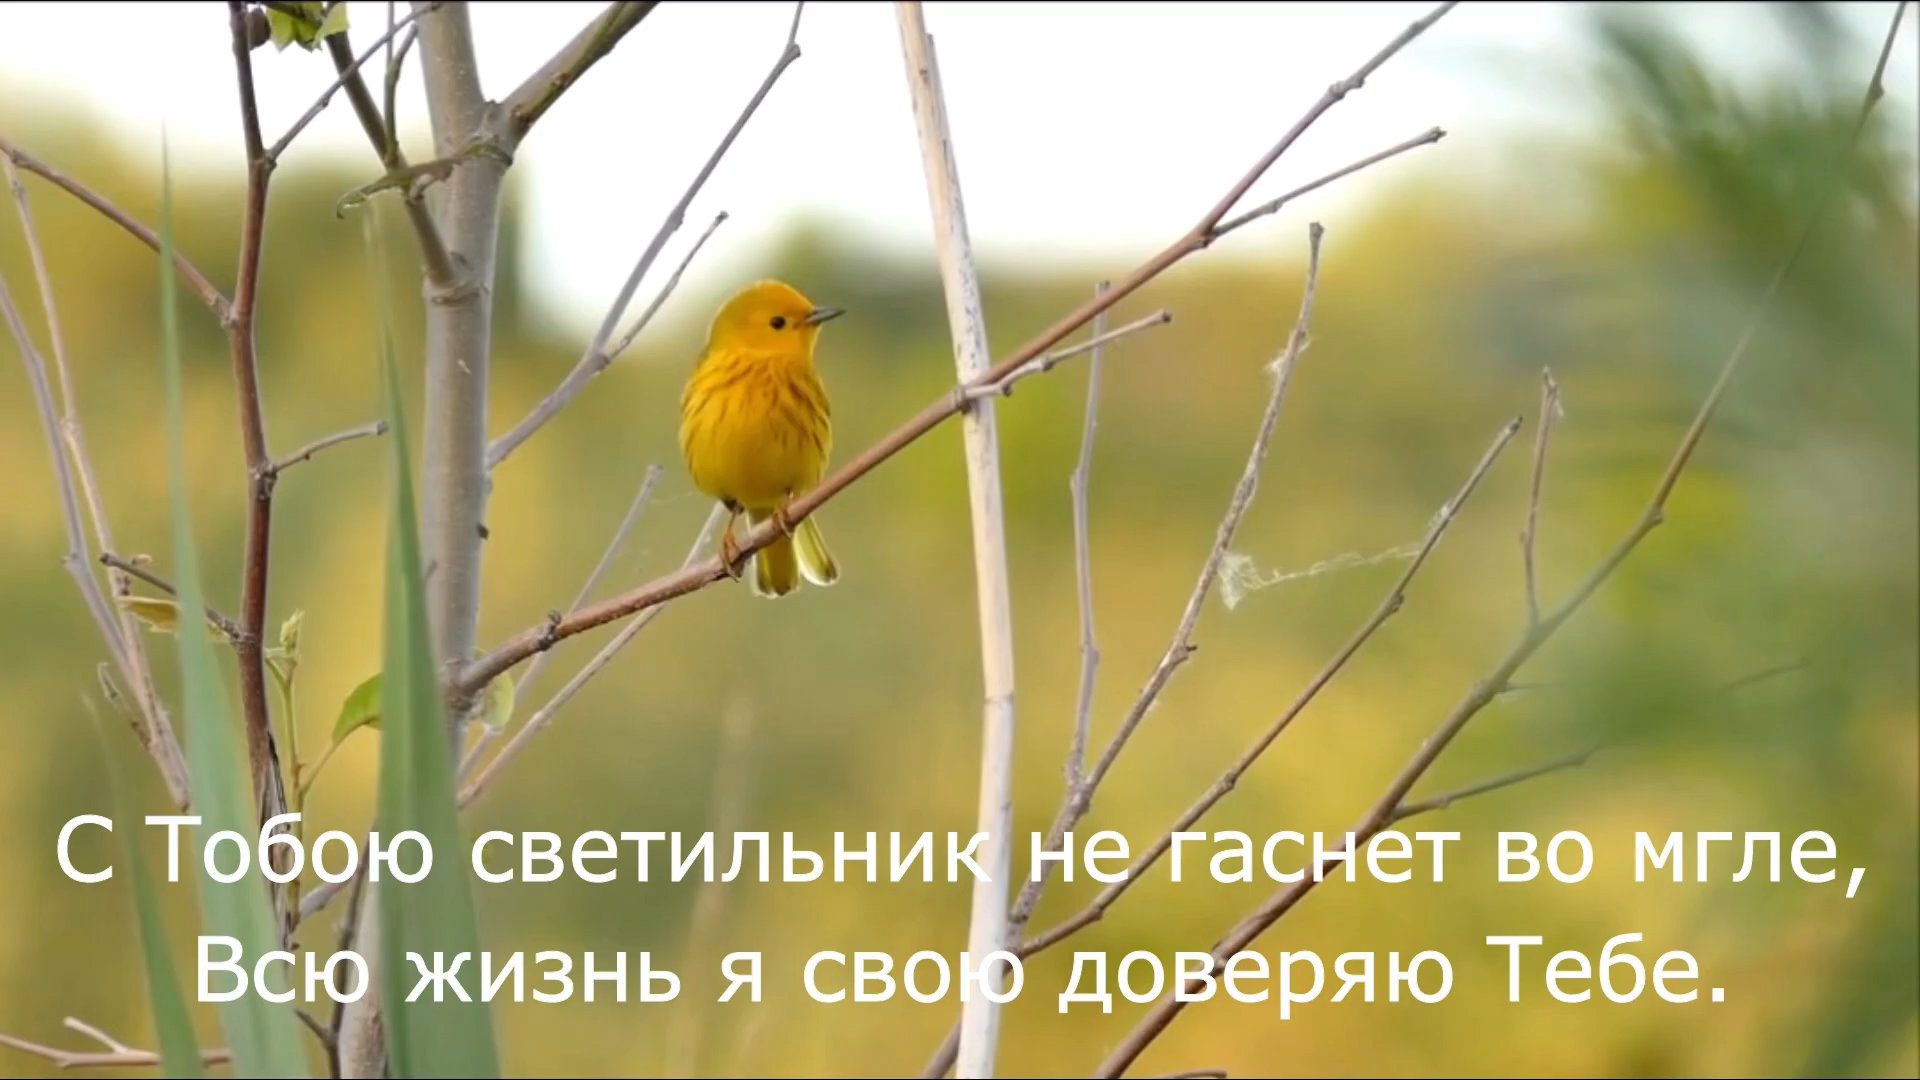 С Тобою светильник не гаснет во мгле,
Всю жизнь я свою доверяю Тебе.